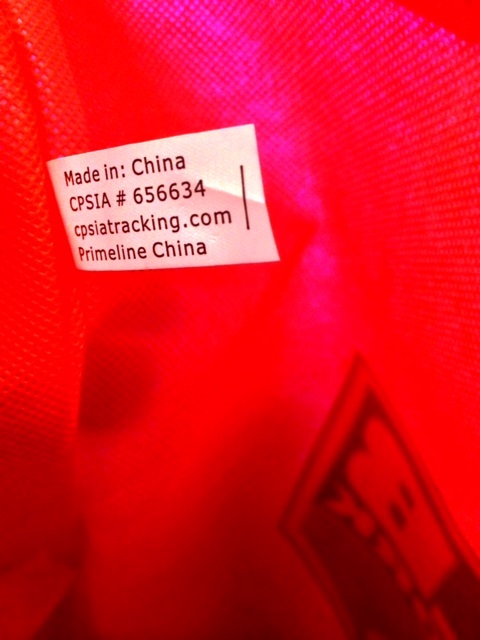 Made in: China
CPSIA # 656634
cpsiatracking.com
Primeline China